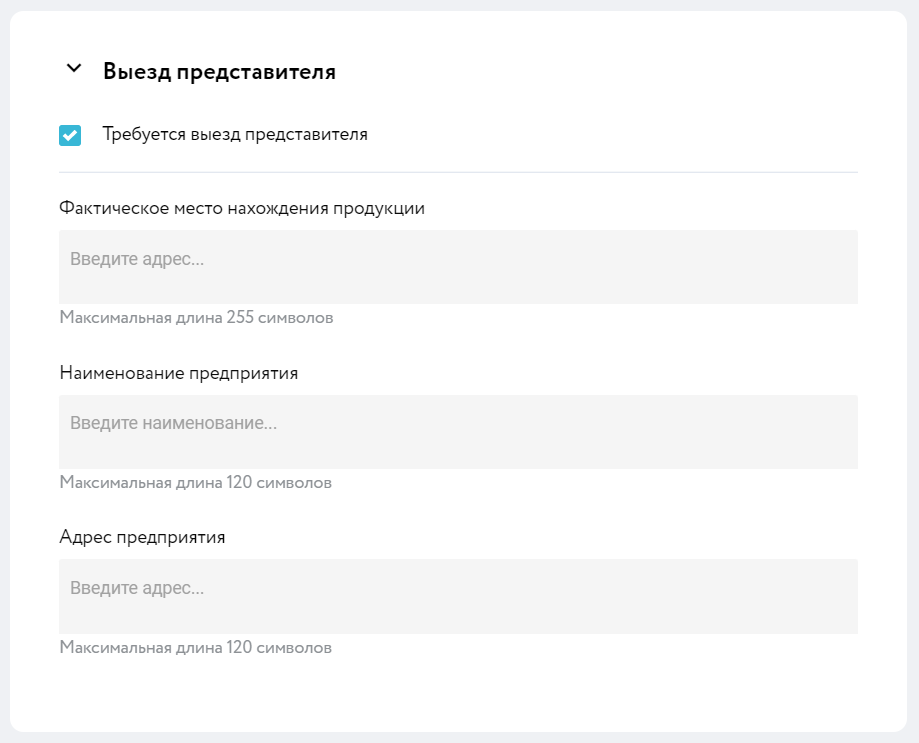 Выезд представителя
Требуется выезд представителя
Фактическое место нахождения продукции
Введите адрес...
Максимальная длина 255 символов
Наименование предприятия
Введите наименование...
Максимальная длина 120 символов
Адрес предприятия
Введите адрес...
Максимальная длина 120 символов